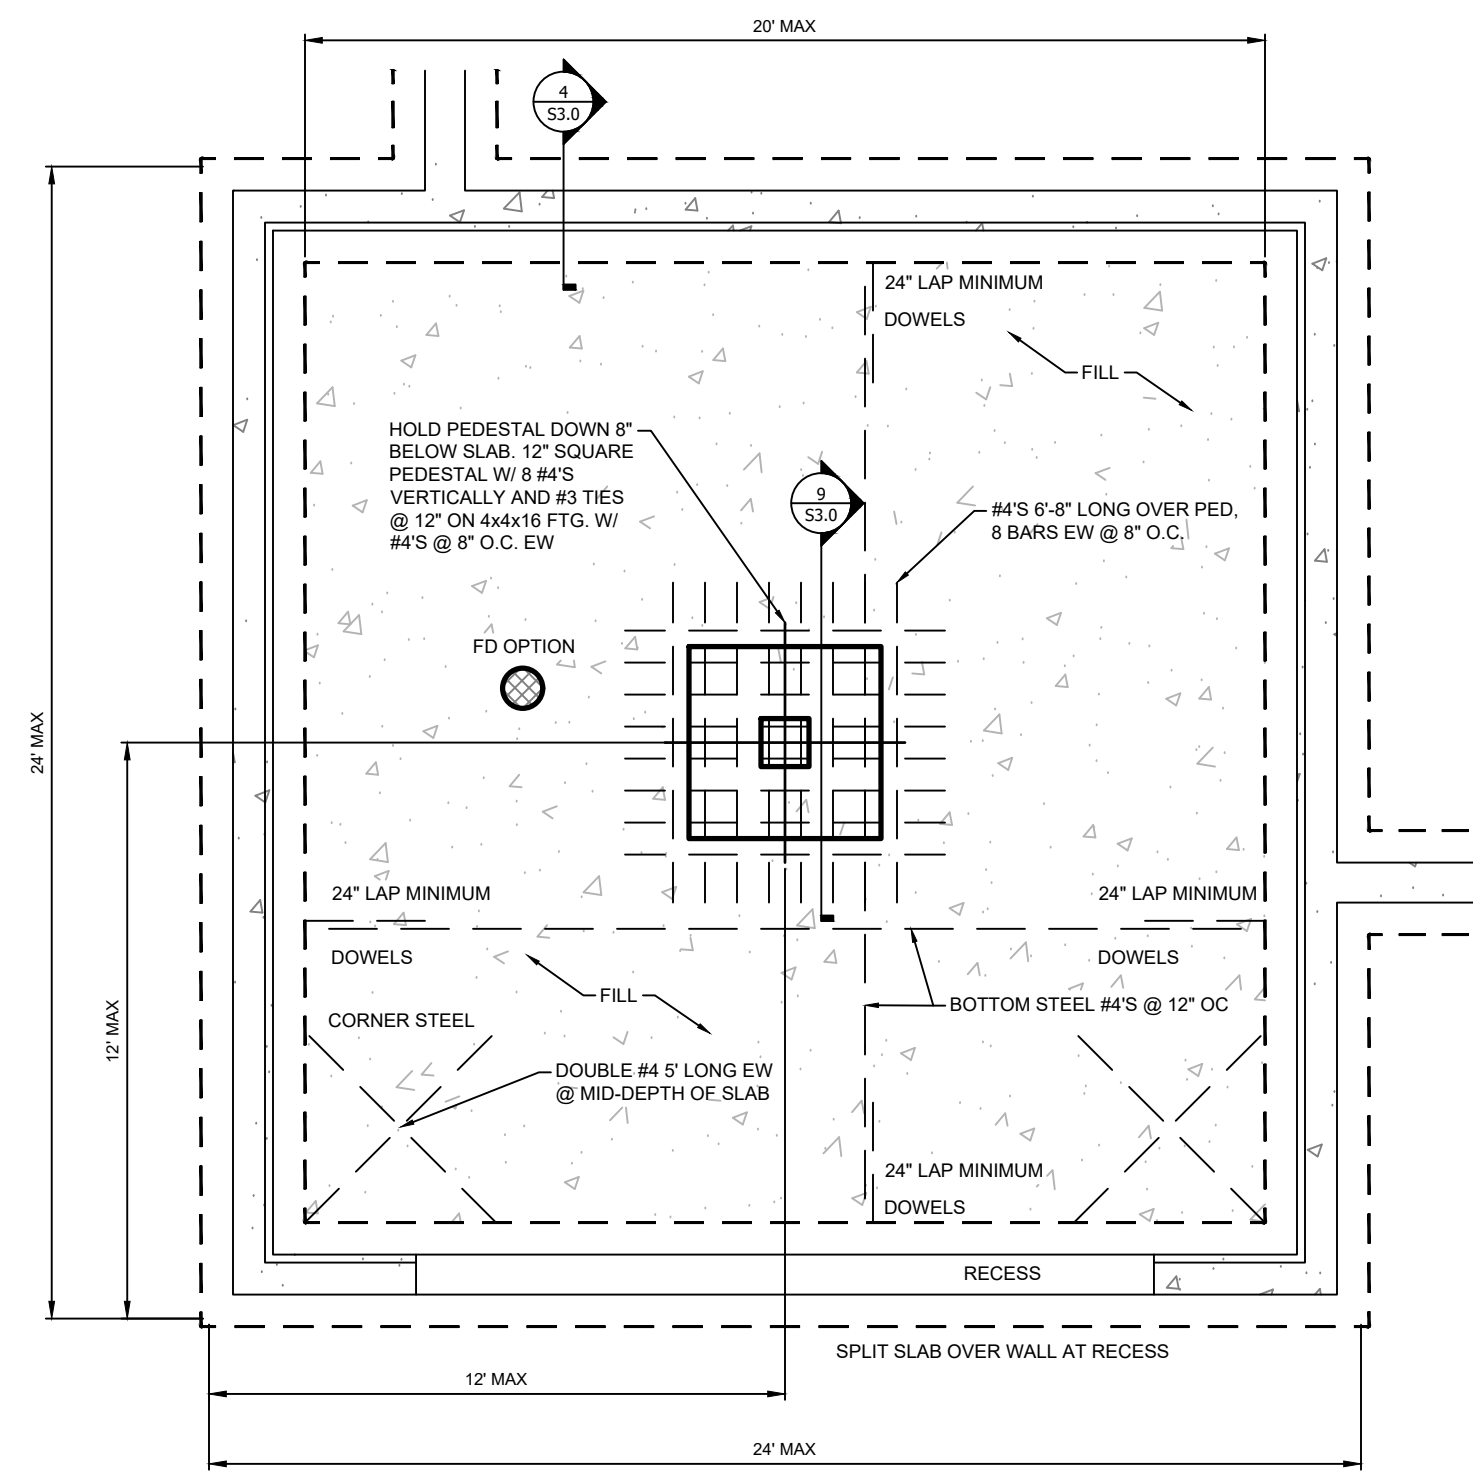 20' MAX
4
S3.0
24" LAP MINIMUM
DOWELS
FILL
HOLD PEDESTAL DOWN 8"
BELOW SLAB. 12" SQUARE
PEDESTAL W/ 8 #4'S
VERTICALLY AND #3 TIES
@ 12" ON 4x4x16 FTG. W/
#4'S @ 8" O.C. EW
9
S3.0
#4'S 6'-8" LONG OVER PED,
8 BARS EW @ 8" O.C.
FD OPTION
24' MAX
24" LAP MINIMUM
24" LAP MINIMUM
DOWELS
DOWELS
FILL
BOTTOM STEEL #4'S @ 12" OC
CORNER STEEL
12' MAX
DOUBLE #4 5' LONG EW
@ MID-DEPTH OF SLAB
24" LAP MINIMUM
DOWELS
RECESS
SPLIT SLAB OVER WALL AT RECESS
12' MAX
24' MAX